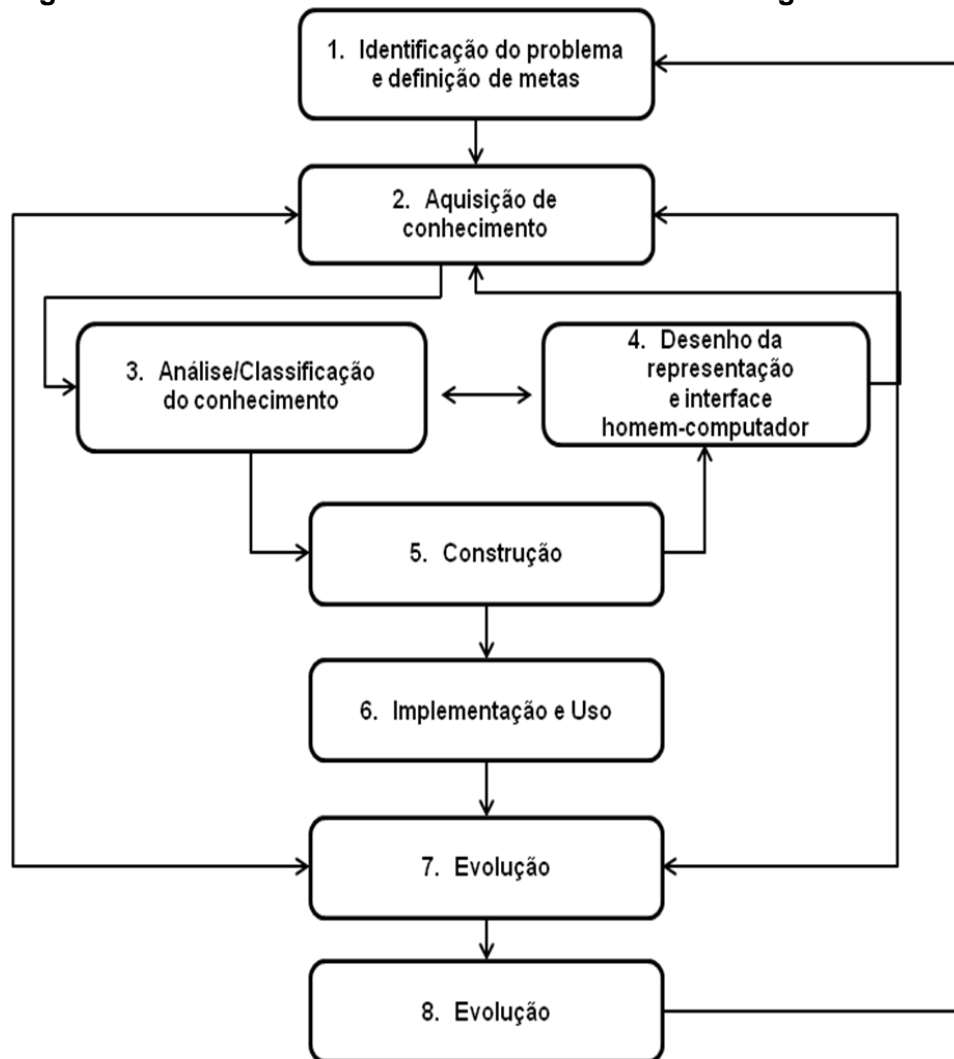 1. Identificação do problema
e definição de metas
2. Aquisição de
conhecimento
3. Análise/Classificação
do conhecimento
4. Desenho da
representação
e interface
homem-computador
5. Construção
6. Implementação e Uso
7. Evolução
8. Evolução